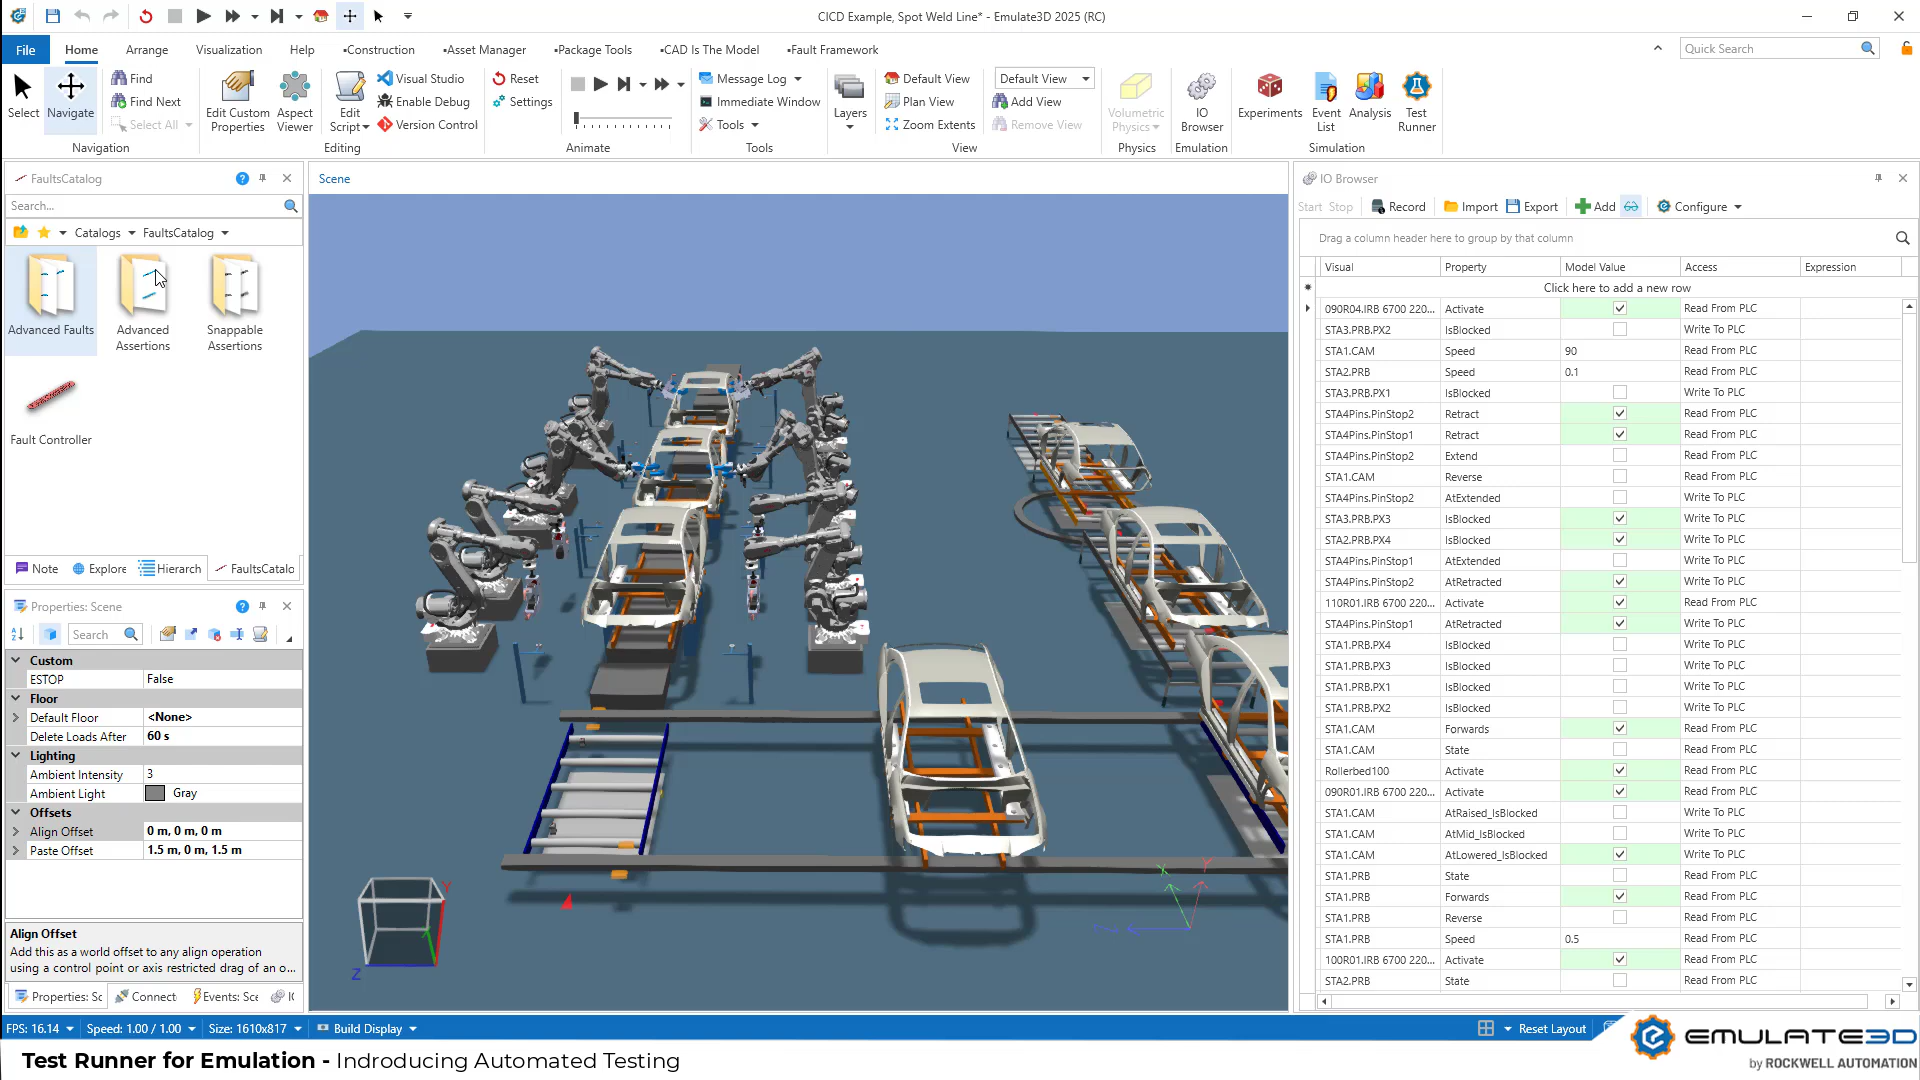 CICD Example, Spot Weld Line* - Emulate3D 2025 (RC)
File Home Arrange Visualization Help •Construction •Asset Manager •Package Tools •CAD Is The Model •Fault Framework Quick Search
Select Navigate Find Find Next Select All Navigation
Edit Custom Properties Aspect Viewer Edit Script Visual Studio Enable Debug Version Control Editing
Reset Settings Animate
Message Log Immediate Window Tools Tools
Layers Default View Plan View Zoom Extents Default View Add View Remove View View
Volumetric Physics Physics
IO Browser Emulation
Experiments Event List Analysis Test Runner Simulation
FaultsCatalog
Search...
Catalogs FaultsCatalog
Advanced Faults
Advanced Assertions
Snappable Assertions
Fault Controller
Note Explore Hierarch FaultsCatalo
Properties: Scene
Search
Custom
ESTOP False
Floor
Default Floor <None>
Delete Loads After 60 s
Lighting
Ambient Intensity 3
Ambient Light Gray
Offsets
Align Offset 0 m, 0 m, 0 m
Paste Offset 1.5 m, 0 m, 1.5 m
Align Offset
Add this as a world offset to any align operation
using a control point or axis restricted drag of an o...
Properties: Sc Connect Events: Sce IC
Scene
X Y
Y
Z
IO Browser
Start Stop Record Import Export Add Configure
Drag a column header here to group by that column
Visual Property Model Value Access Expression
Click here to add a new row
090R04.IRB 6700 220... Activate Read From PLC
STA3.PRB.PX2 IsBlocked Write To PLC
STA1.CAM Speed 90 Read From PLC
STA2.PRB Speed 0.1 Read From PLC
STA3.PRB.PX1 IsBlocked Write To PLC
STA4Pins.PinStop2 Retract Read From PLC
STA4Pins.PinStop1 Retract Read From PLC
STA4Pins.PinStop2 Extend Read From PLC
STA1.CAM Reverse Read From PLC
STA4Pins.PinStop2 AtExtended Write To PLC
STA3.PRB.PX3 IsBlocked Write To PLC
STA2.PRB.PX4 IsBlocked Write To PLC
STA4Pins.PinStop1 AtExtended Write To PLC
STA4Pins.PinStop2 AtRetracted Write To PLC
110R01.IRB 6700 220... Activate Read From PLC
STA4Pins.PinStop1 AtRetracted Write To PLC
STA1.PRB.PX4 IsBlocked Write To PLC
STA1.PRB.PX3 IsBlocked Write To PLC
STA1.PRB.PX1 IsBlocked Write To PLC
STA1.PRB.PX2 IsBlocked Write To PLC
STA1.CAM Forwards Read From PLC
STA1.CAM State Read From PLC
Rollerbed100 Activate Read From PLC
090R01.IRB 6700 220... Activate Read From PLC
STA1.CAM AtRaised_IsBlocked Write To PLC
STA1.CAM AtMid_IsBlocked Write To PLC
STA1.CAM AtLowered_IsBlocked Write To PLC
STA1.PRB State Read From PLC
STA1.PRB Forwards Read From PLC
STA1.PRB Reverse Read From PLC
STA1.PRB Speed 0.5 Read From PLC
100R01.IRB 6700 220... Activate Read From PLC
STA2.PRB State Read From PLC
FPS: 16.14 Speed: 1.00 / 1.00 Size: 1610x817 Build Display Reset Layout
Test Runner for Emulation - Indroducing Automated Testing
EMULATE3D
by ROCKWELL AUTOMATION